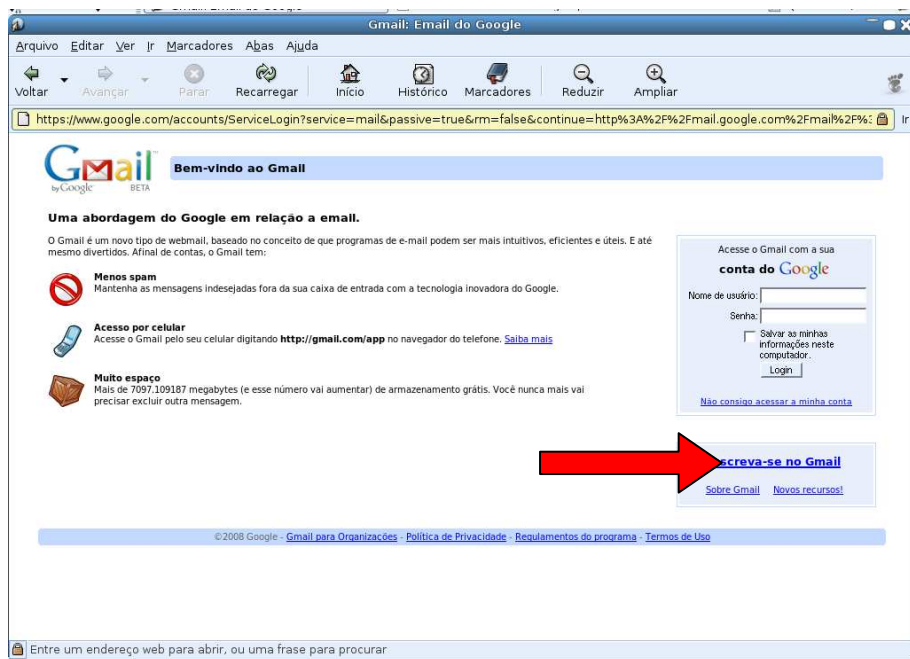 Gmail: Email do Google
Arquivo Editar Ver Ir Marcadores Abas Ajuda
Voltar Avançar Parar Recarregar Início Histórico Marcadores Reduzir Ampliar
https://www.google.com/accounts/ServiceLogin?service=mail&passive=true&rm=false&continue=http%3A%2F%2Fmail.google.com%2Fmail%2F%3 Ir
Gmail by Google BETA
Bem-vindo ao Gmail
Uma abordagem do Google em relação a email.
O Gmail é um novo tipo de webmail, baseado no conceito de que programas de e-mail podem ser mais intuitivos, eficientes e úteis. E até
mesmo divertidos. Afinal de contas, o Gmail tem:
Menos spam
Mantenha as mensagens indesejadas fora da sua caixa de entrada com a tecnologia inovadora do Google.
Acesso por celular
Acesse o Gmail pelo seu celular digitando http://gmail.com/app no navegador do telefone. Saiba mais
Muito espaço
Mais de 7097.109187 megabytes (e esse número vai aumentar) de armazenamento grátis. Você nunca mais vai
precisar excluir outra mensagem.
Acesse o Gmail com a sua
conta do Google
Nome de usuário:
Senha:
Salvar as minhas
informações neste
computador.
Login
Não consigo acessar a minha conta
screva-se no Gmail
Sobre Gmail Novos recursos!
©2008 Google - Gmail para Organizações - Política de Privacidade - Regulamentos do programa - Termos de Uso
Entre um endereço web para abrir, ou uma frase para procurar